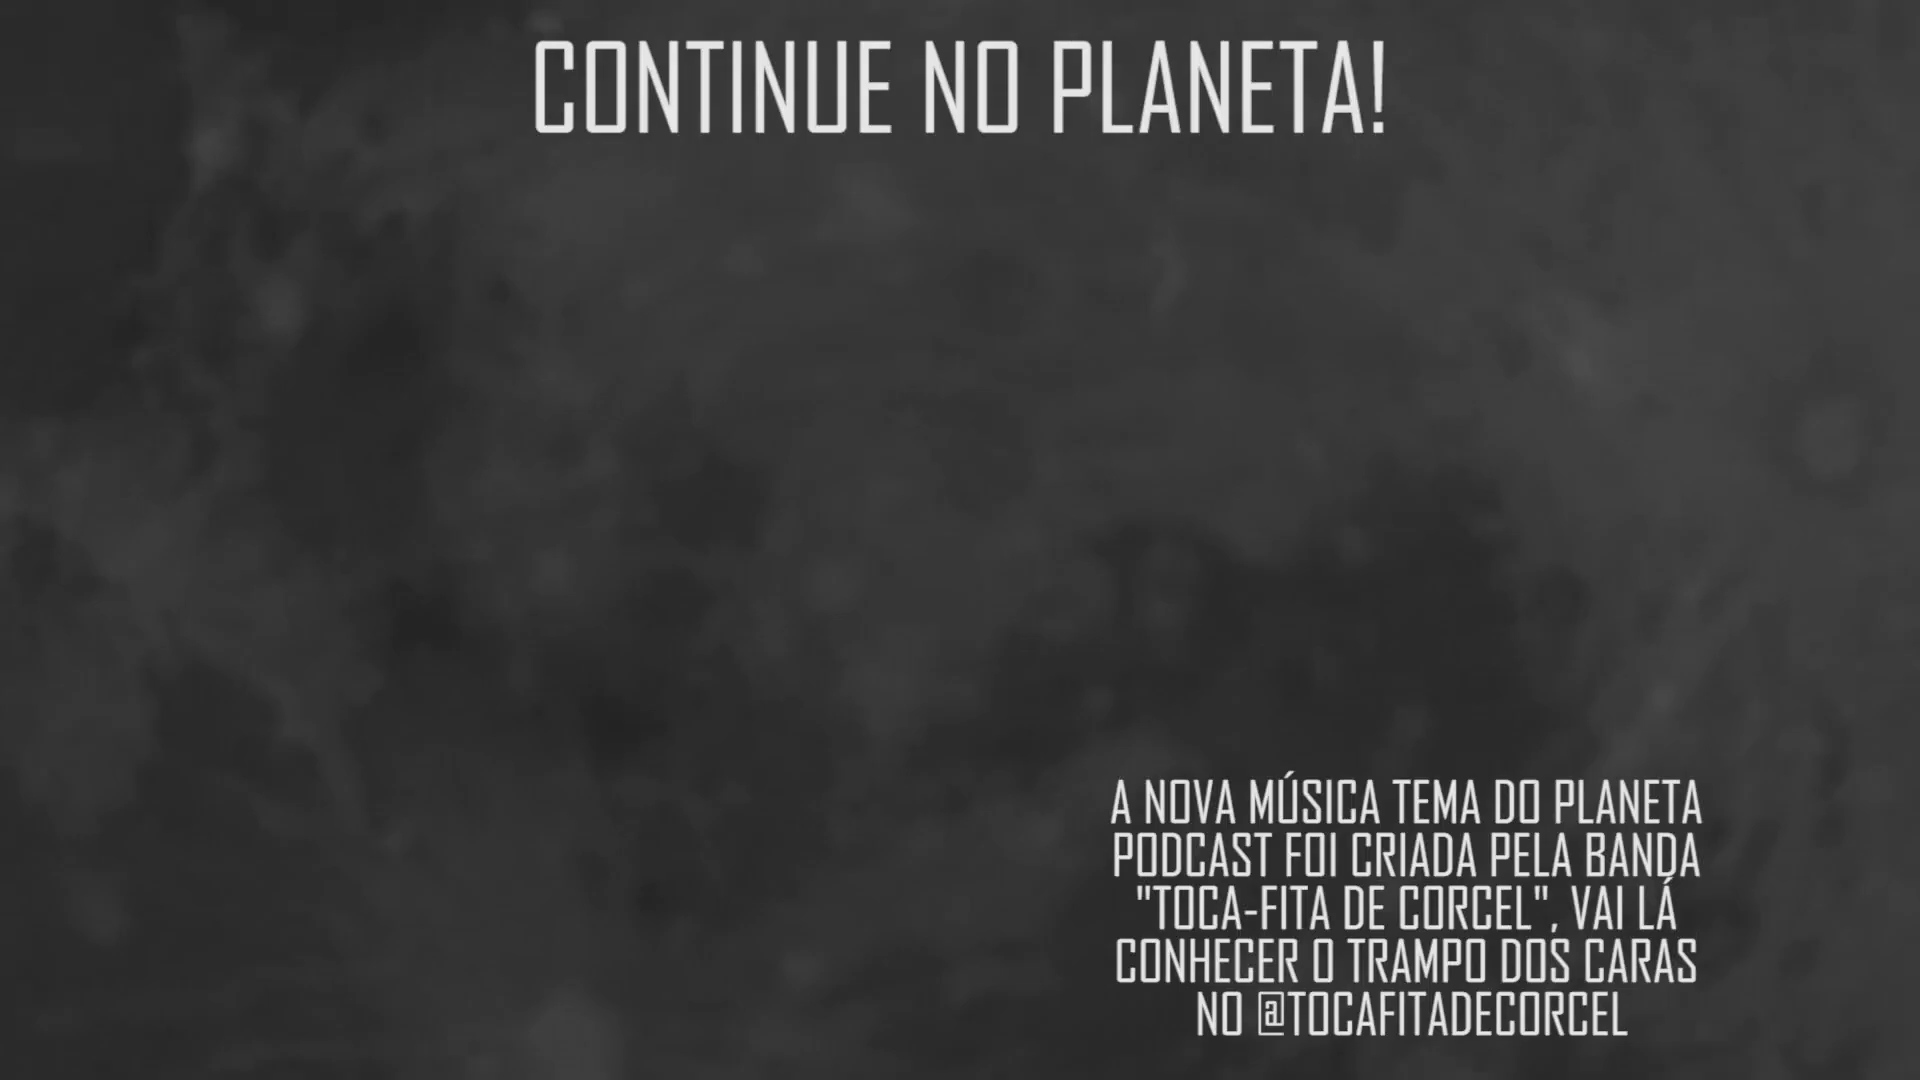 CONTINUE NO PLANETA!
A NOVA MÚSICA TEMA DO PLANETA
PODCAST FOI CRIADA PELA BANDA
"TOCA-FITA DE CORCEL", VAI LÁ
CONHECER O TRAMPO DOS CARAS
NO @TOCAFITADECORCEL